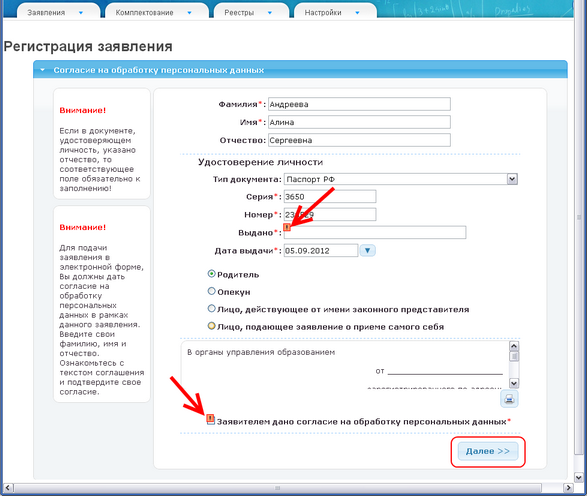 Заявления
Комплектование
Реестры
Настройки
Регистрация заявления
Согласие на обработку персональных данных
Внимание!
Если в документе,
удостоверяющем
личность, указано
отчество, то
соответствующее
поле обязательно к
заполнению!
Внимание!
Для подачи
заявления в
электронной форме,
Вы должны дать
согласие на
обработку
персональных
данных в рамках
данного заявления.
Введите свои
фамилию, имя и
отчество.
Ознакомьтесь с
текстом соглашения
и подтвердите свое
согласие.
Фамилия*: Андреева
Имя*: Алина
Отчество: Сергеевна
Удостоверение личности
Тип документа: Паспорт РФ
Серия*: 3650
Номер*:
Выдано*:
Дата выдачи*: 05.09.2012
Родитель
Опекун
Лицо, действующее от имени законного представителя
Лицо, подающее заявление о приеме самого себя
В органы управления образованием
от
Заявителем дано согласие на обработку персональных данных*
Далее >>